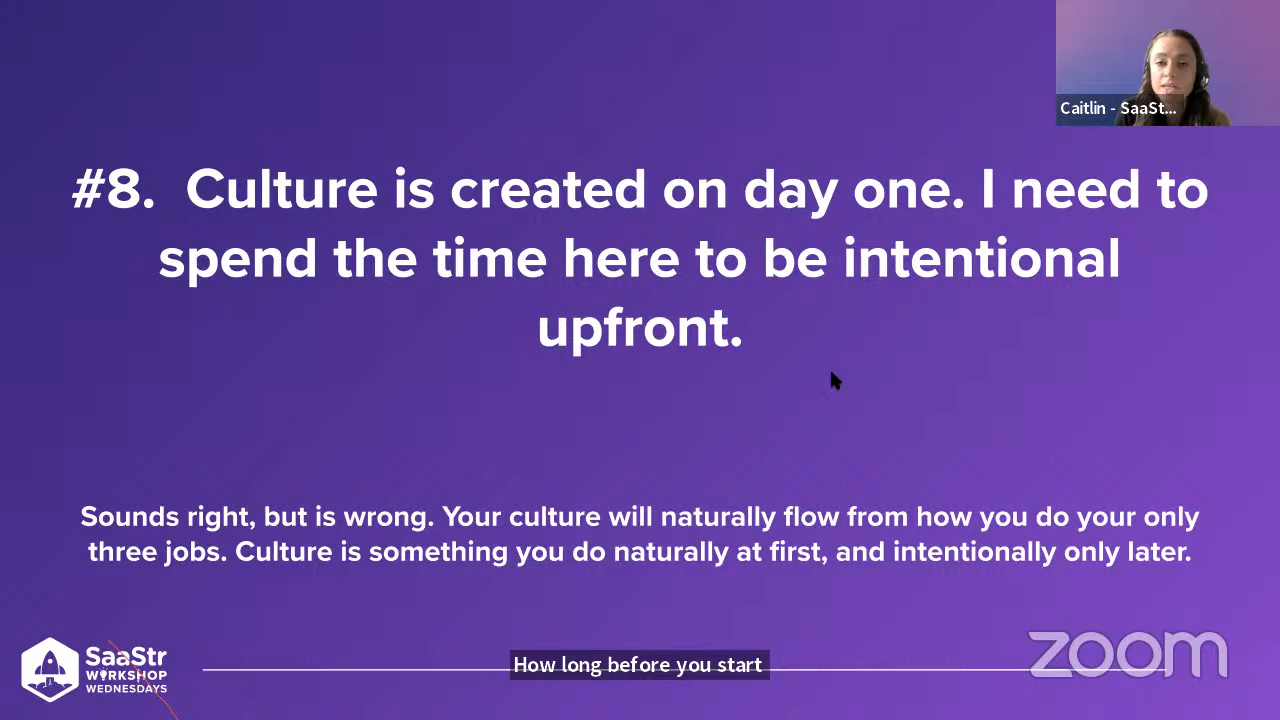 Caitlin - SaaSt...
#8. Culture is created on day one. I need to
spend the time here to be intentional
upfront.
Sounds right, but is wrong. Your culture will naturally flow from how you do your only
three jobs. Culture is something you do naturally at first, and intentionally only later.
SaaStr
WORKSHOP
WEDNESDAYS
How long before you start
zoom